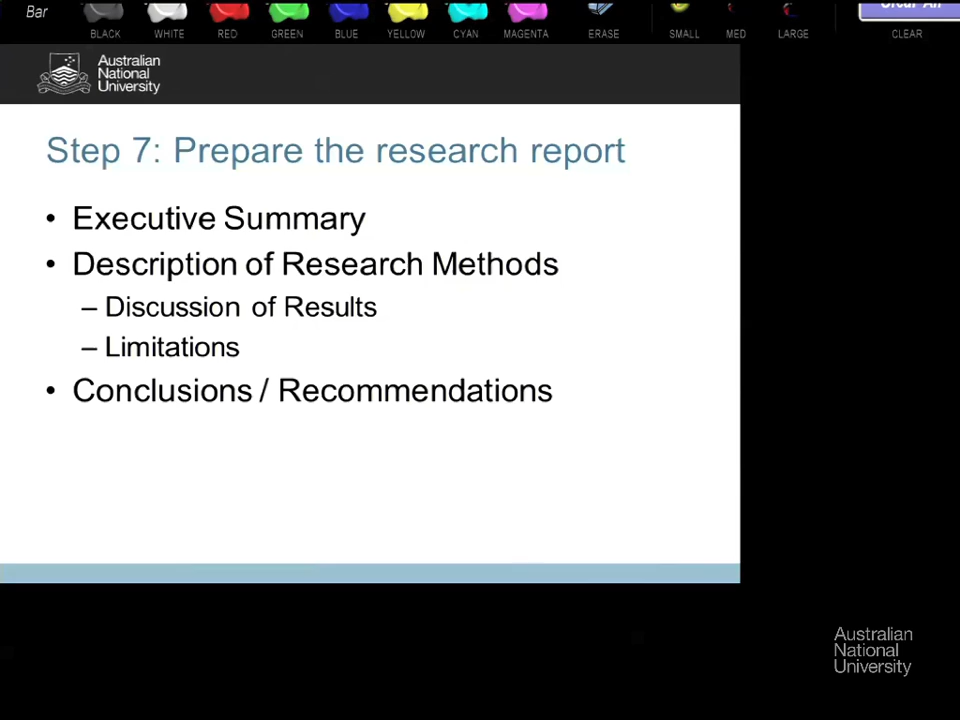 Bar
BLACK WHITE RED GREEN BLUE YELLOW CYAN MAGENTA ERASE SMALL MED LARGE CLEAR
Australian
National
University
Step 7: Prepare the research report
• Executive Summary
• Description of Research Methods
– Discussion of Results
– Limitations
• Conclusions / Recommendations
Australian
National
University